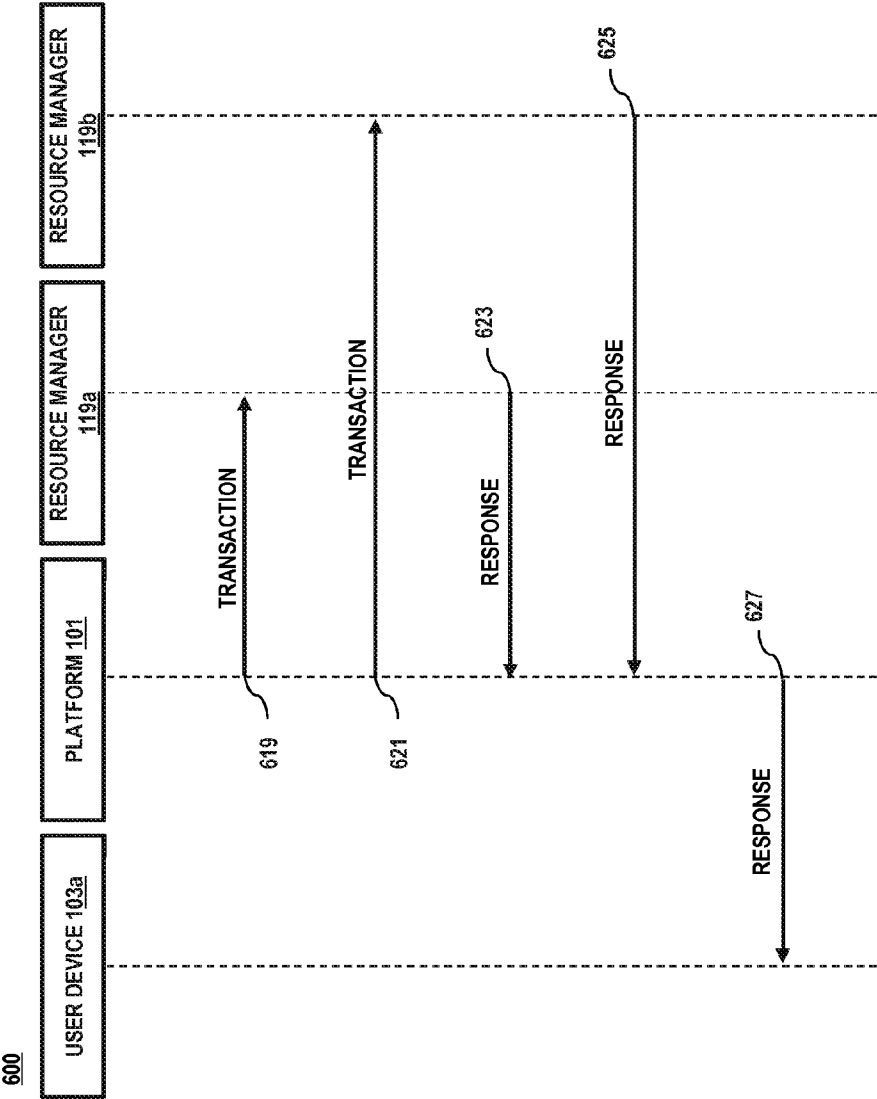 600
USER DEVICE 103a
PLATFORM 101
RESOURCE MANAGER
119a
RESOURCE MANAGER
119b
TRANSACTION
619
TRANSACTION
621
RESPONSE
623
RESPONSE
625
RESPONSE
627